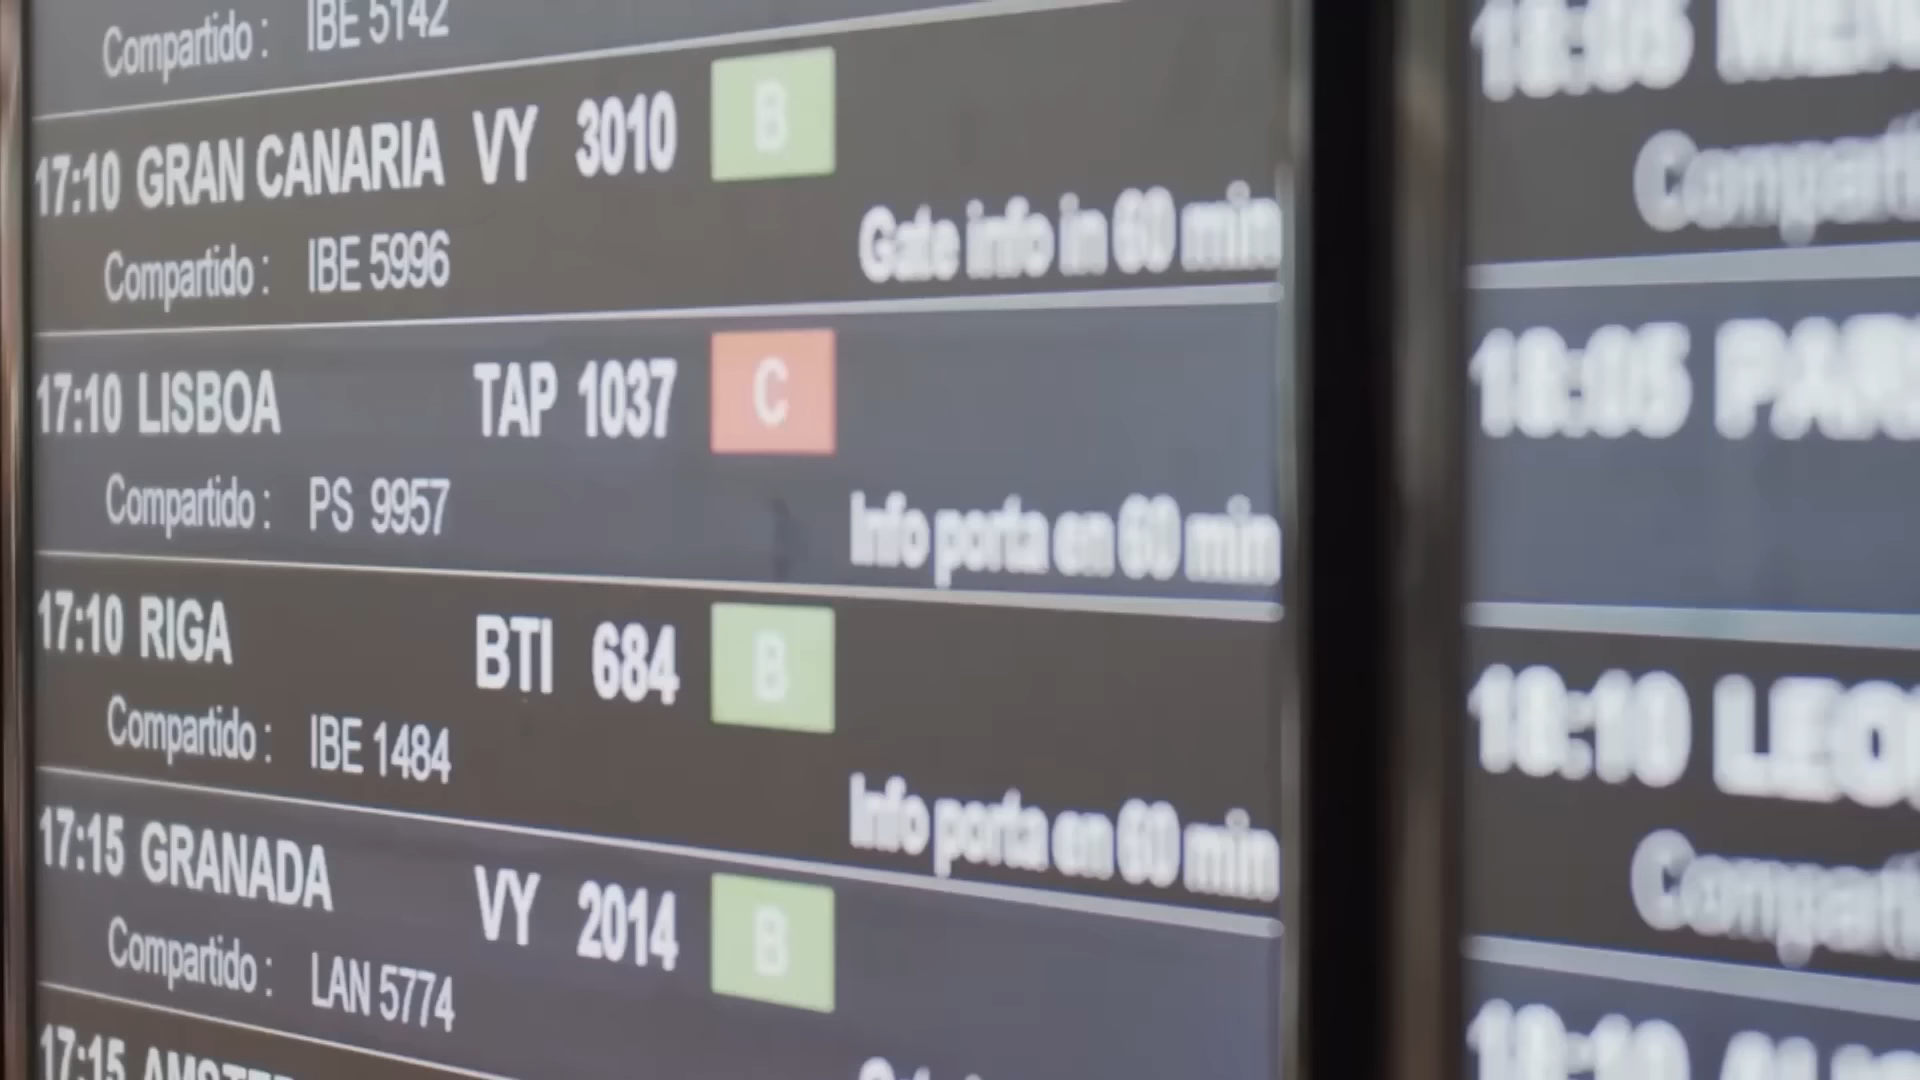 Compartido : IBE 5142
17:10 GRAN CANARIA VY 3010 B
Compartido : IBE 5996 Gate info in 60 min
17:10 LISBOA TAP 1037 C
Compartido : PS 9957 Info porta en 60 min
17:10 RIGA BTI 684 B
Compartido : IBE 1484 Info porta en 60 min
17:15 GRANADA VY 2014 B
Compartido : LAN 5774
17:15
18:05
18:05
18:10
18:10